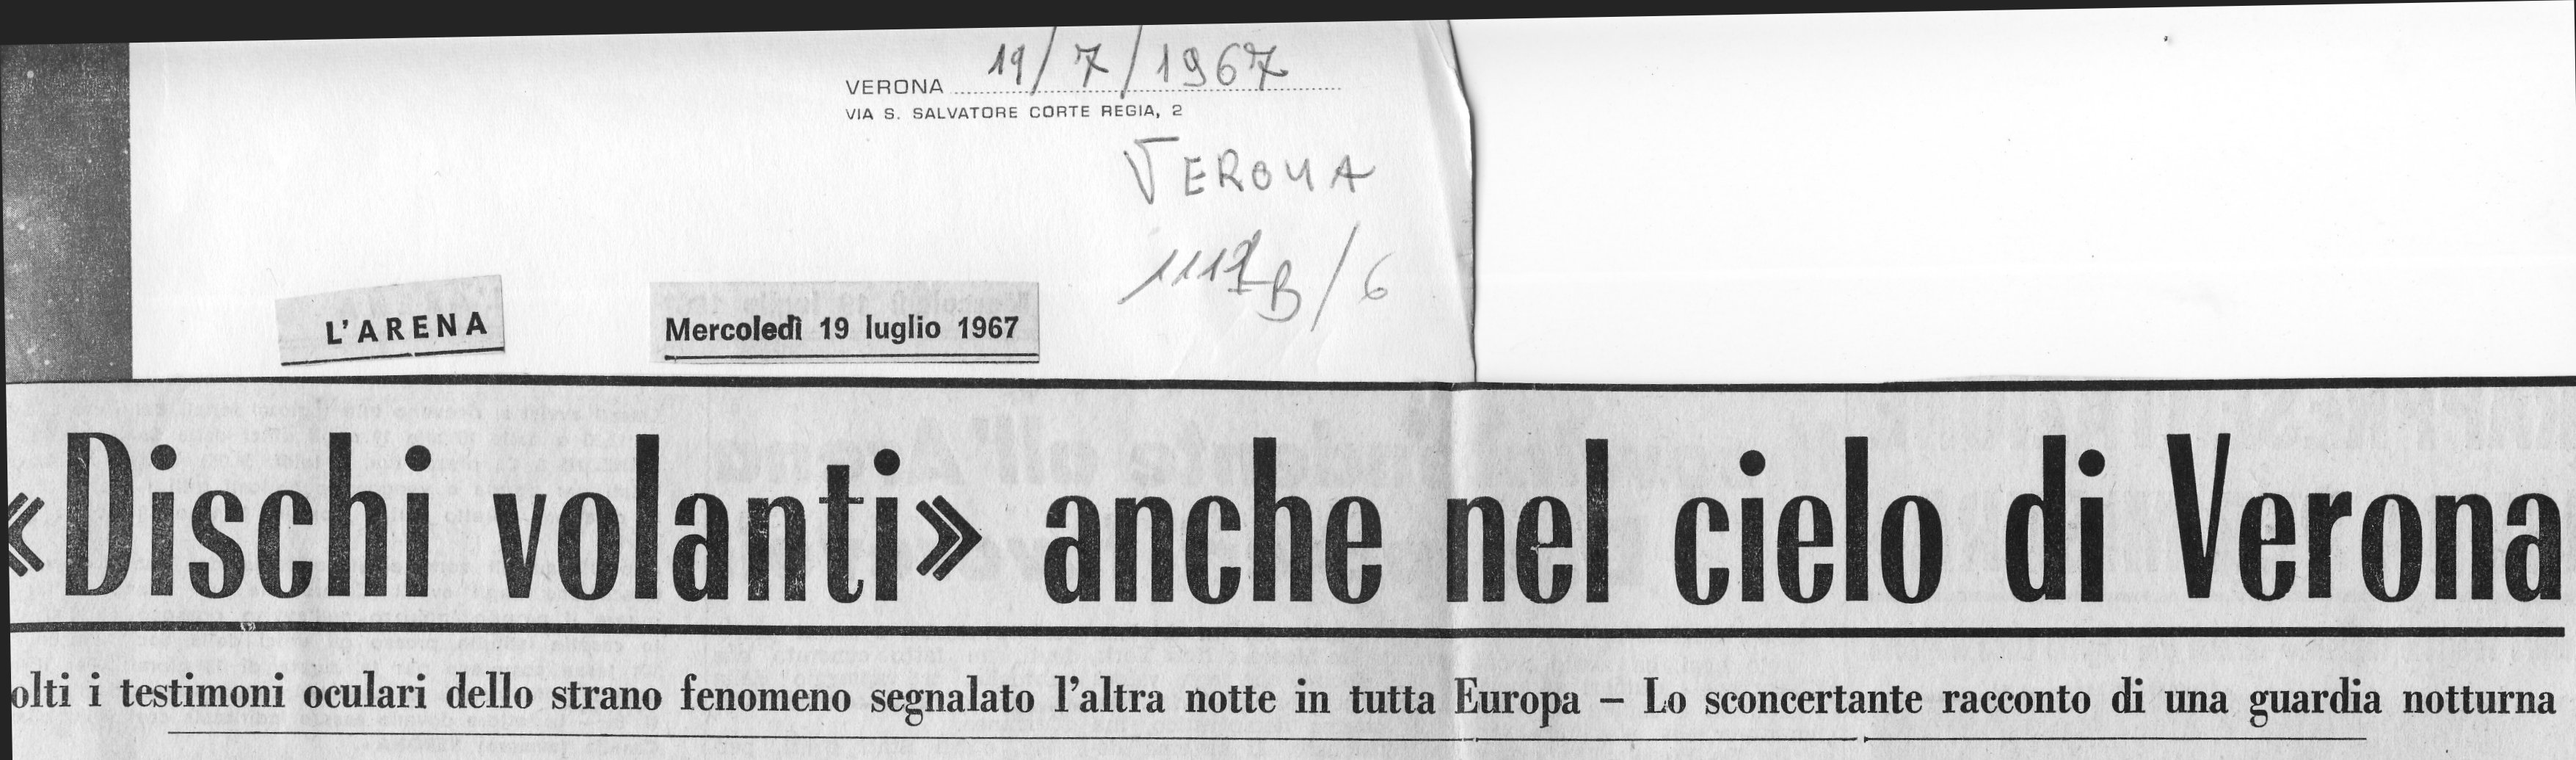 VERONA 19/7/1967
VIA S. SALVATORE CORTE REGIA, 2
VERONA
L'ARENA
Mercoledì 19 luglio 1967
«Dischi volanti» anche nel cielo di Verona
olti i testimoni oculari dello strano fenomeno segnalato l'altra notte in tutta Europa – Lo sconcertante racconto di una guardia notturna